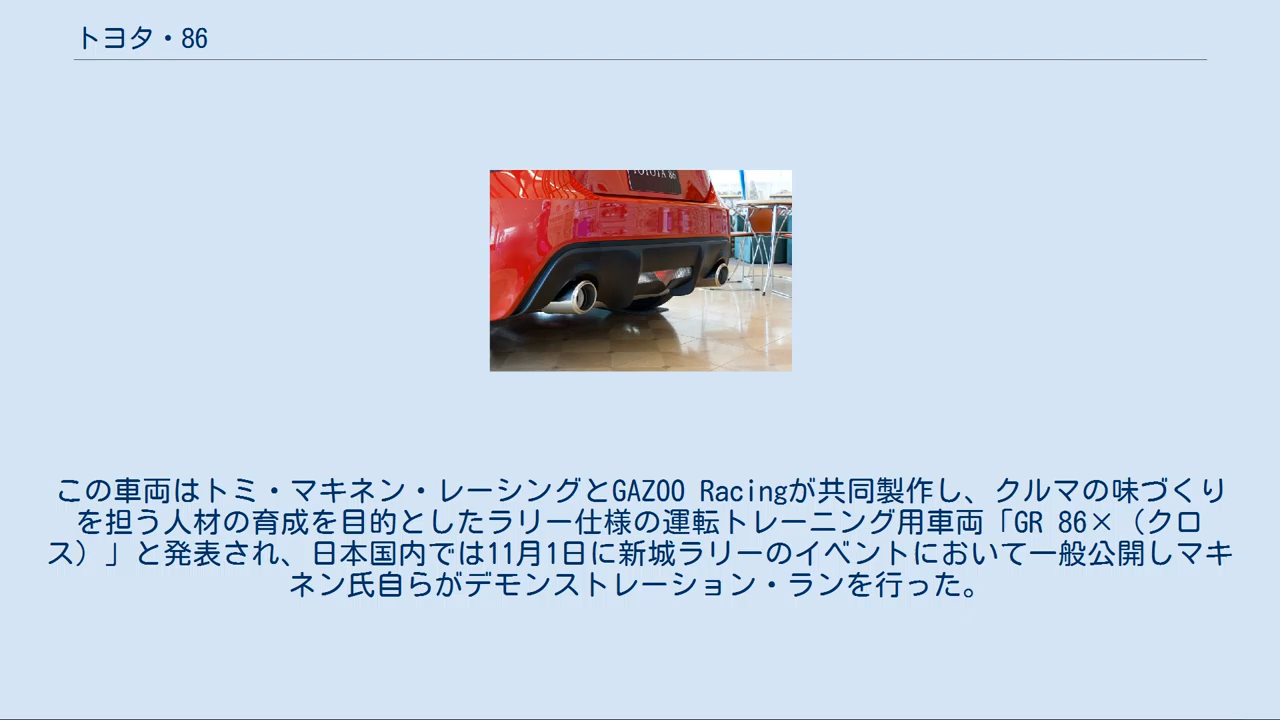 トヨタ・86
TOYOTA 86
この車両はトミ・マキネン・レーシングとGAZOO Racingが共同製作し、クルマの味づくり
を担う人材の育成を目的としたラリー仕様の運転トレーニング用車両「GR 86×（クロ
ス）」と発表され、日本国内では11月1日に新城ラリーのイベントにおいて一般公開しマキ
ネン氏自らがデモンストレーション・ランを行った。